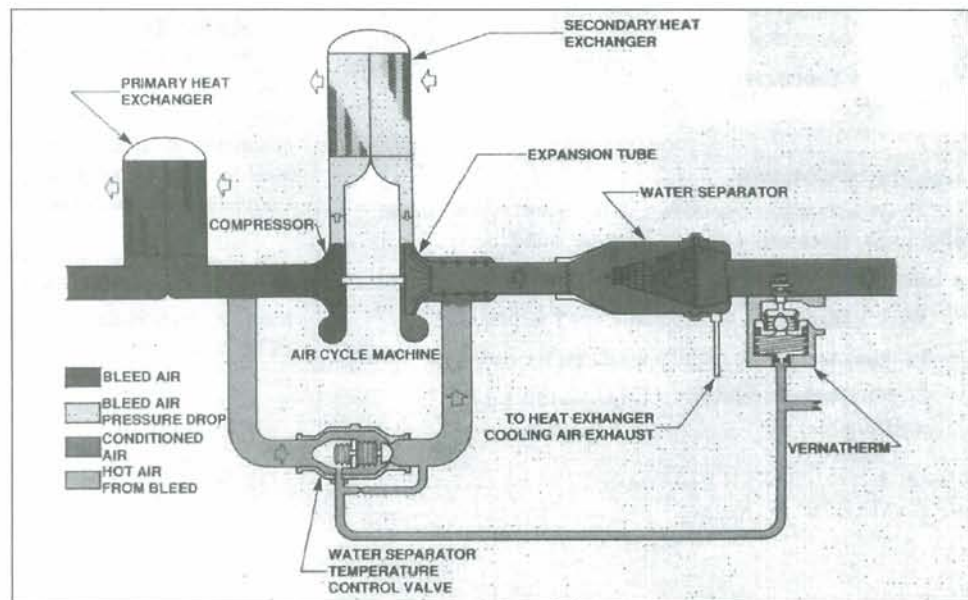 SECONDARY HEAT
EXCHANGER
PRIMARY HEAT
EXCHANGER
EXPANSION TUBE
WATER SEPARATOR
COMPRESSOR
AIR CYCLE MACHINE
BLEED AIR
BLEED AIR
PRESSURE DROP
CONDITIONED
AIR
HOT AIR
FROM BLEED
TO HEAT EXHANGER
COOLING AIR EXHAUST
VERNATHERM
WATER SEPARATOR
TEMPERATURE
CONTROL VALVE